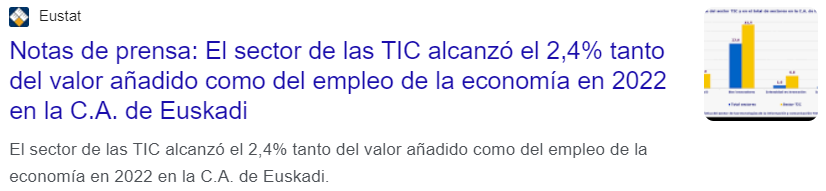 Eustat
Notas de prensa: El sector de las TIC alcanzó el 2,4% tanto
del valor añadido como del empleo de la economía en 2022
en la C.A. de Euskadi
El sector de las TIC alcanzó el 2,4% tanto del valor añadido como del empleo de la
economía en 2022 en la C.A. de Euskadi.